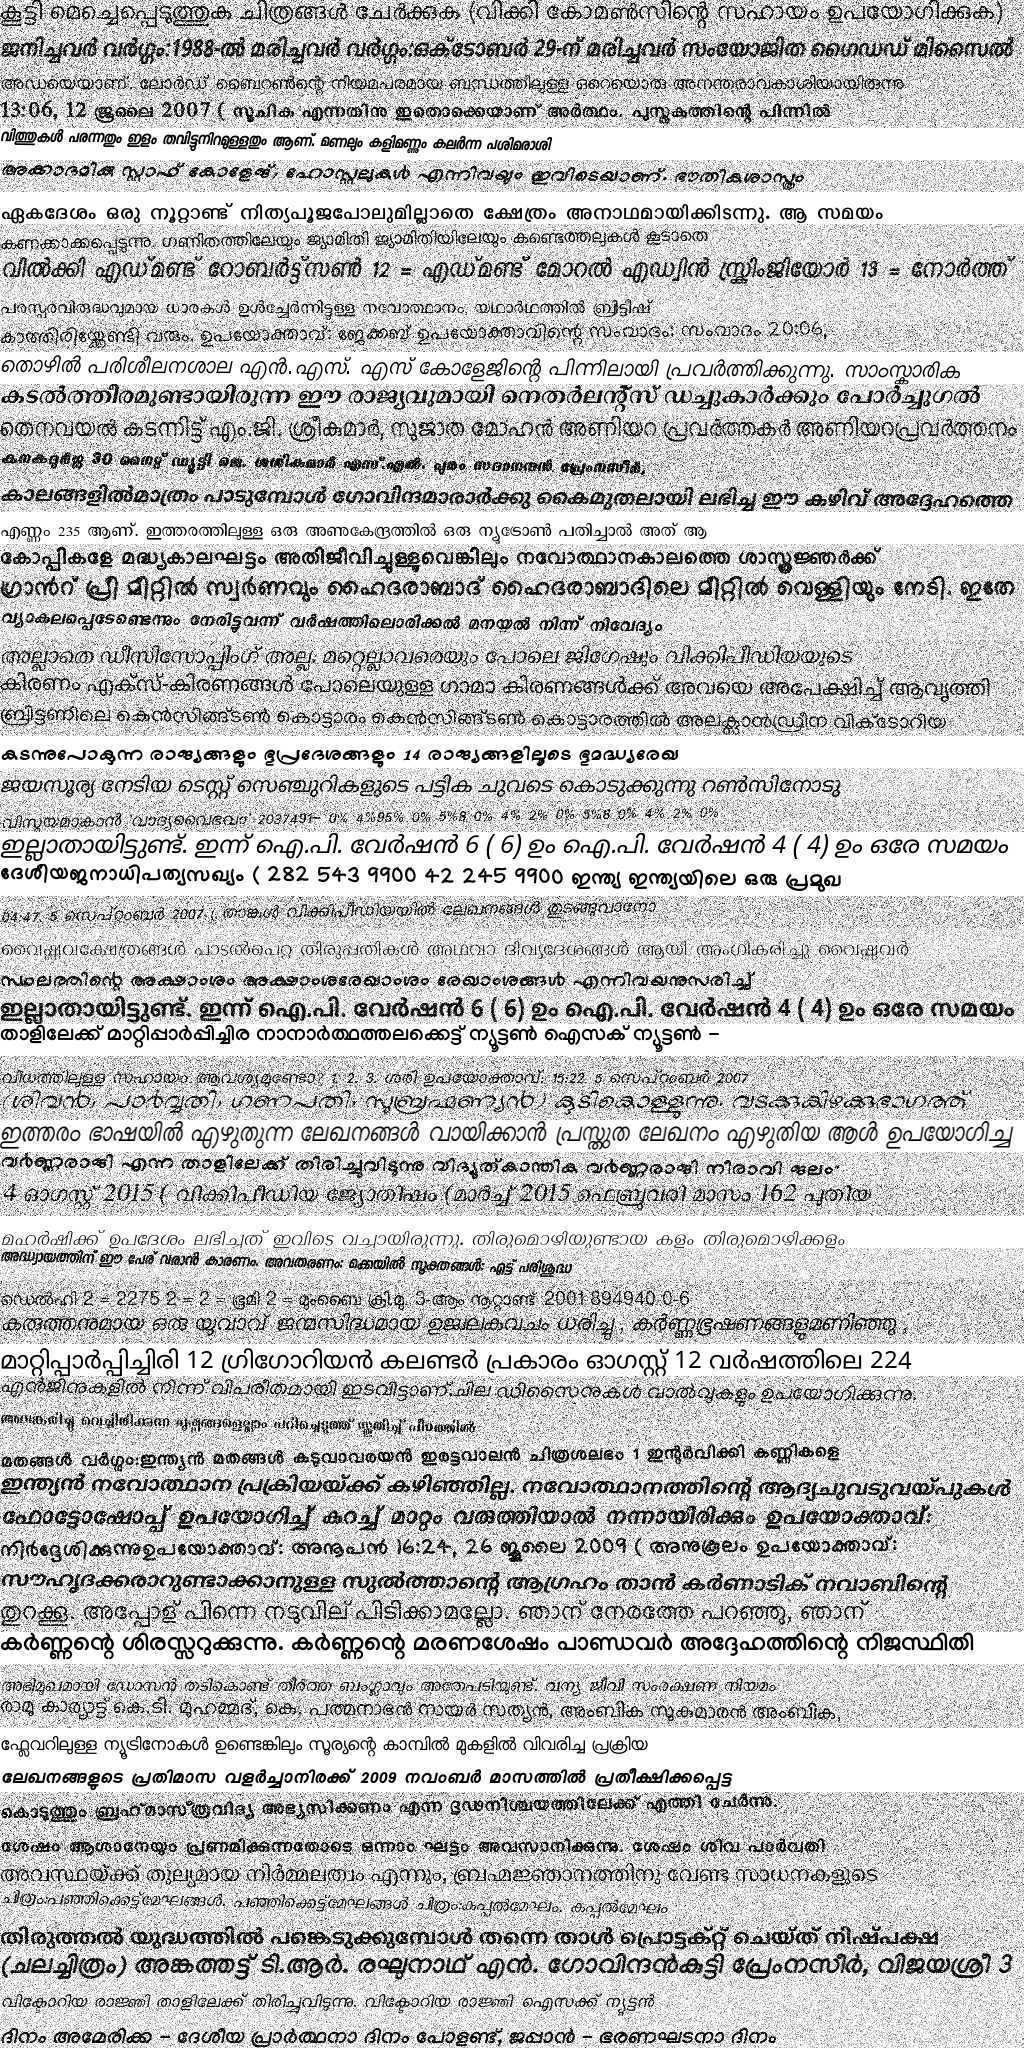 കൂട്ടി മെച്ചെപ്പെടുത്തുക ചിത്രങ്ങൾ ചേർക്കുക (വിക്കി കോമൺസിന്റെ സഹായം ഉപയോഗിക്കുക)
ജനിച്ചവർ വർഗ്ഗം:1988-ൽ മരിച്ചവർ വർഗ്ഗം:ഒക്ടോബർ 29-ന് മരിച്ചവർ സംയോജിത ഗൈഡഡ് മിസൈൽ
അഡയെയാണ്. ലോർഡ് ബൈറൺന്റെ നിയമപരമായ ബന്ധത്തിലുള്ള ഒരെയൊരു അനന്തരാവകാശിയായിരുന്നു
13:06, 12 ജൂലൈ 2007 ( സൂചിക എന്നതിനു ഇതൊക്കെയാണ് അർത്ഥം. പുസ്തകത്തിന്റെ പിന്നിൽ
വിത്തുകൾ പരന്നതും ഇളം തവിട്ടുനിറമുള്ളതും ആണ്. മണലും കളിമണ്ണും കലർന്ന പശിമരാശി
അക്കാദമിക സ്റ്റാഫ് കോളേജ്, ഹോസ്റ്റലുകൾ എന്നിവയും ഇവിടെയാണ്. ഭൗതികശാസ്ത്രം
ഏകദേശം ഒരു നൂറ്റാണ്ട് നിത്യപൂജപോലുമില്ലാതെ ക്ഷേത്രം അനാഥമായിക്കിടന്നു. ആ സമയം
കണക്കാക്കപ്പെടുന്നു. ഗണിതത്തിലേയും ജ്യാമിതി ജ്യാമിതിയിലേയും കണ്ടെത്തലുകൾ കൂടാതെ
വിൽക്കി എഡ്മണ്ട് റോബർട്ട്സൺ 12 = എഡ്മണ്ട് മോറൽ എഡ്വിൻ സ്ക്രിംജിയോർ 13 = നോർത്ത്
പരസ്പരവിരുദ്ധവുമായ ധാരകൾ ഉൾച്ചേർന്നിട്ടുള്ള നവോത്ഥാനം, യഥാർഥത്തിൽ ബ്രിട്ടീഷ്
കാത്തിരിയ്ക്കേണ്ടി വരും. ഉപയോക്താവ്: ജേക്കബ് ഉപയോക്താവിന്റെ സംവാദം: സംവാദം 20:06,
തൊഴിൽ പരിശീലനശാല എൻ.എസ്. എസ് കോളേജിന്റെ പിന്നിലായി പ്രവർത്തിക്കുന്നു. സാംസ്കാരിക
കടൽത്തീരമുണ്ടായിരുന്ന ഈ രാജ്യവുമായി നെതർലന്റ്സ് ഡച്ചുകാർക്കും പോർച്ചുഗൽ
തെനവയൽ കടന്നിട്ട് എം.ജി. ശ്രീകുമാർ, സുജാത മോഹൻ അണിയറ പ്രവർത്തകർ അണിയറപ്രവർത്തനം
കനകദുർഗ്ഗ 30 നൈറ്റ് ഡ്യൂട്ടി ജെ. ശശികുമാർ എസ്.എൽ. പുരം സദാനന്ദൻ പ്രേംനസീർ,
കാലങ്ങളിൽമാത്രം പാടുമ്പോൾ ഗോവിന്ദമാരാർക്കു കൈമുതലായി ലഭിച്ച ഈ കഴിവ് അദ്ദേഹത്തെ
എണ്ണം 235 ആണ്. ഇത്തരത്തിലുള്ള ഒരു അണുകേന്ദ്രത്തിൽ ഒരു ന്യൂട്രോൺ പതിച്ചാൽ അത് ആ
കോപ്പികളേ മദ്ധ്യകാലഘട്ടം അതിജീവിച്ചുള്ളൂവെങ്കിലും നവോത്ഥാനകാലത്തെ ശാസ്ത്രജ്ഞർക്ക്
ഗ്രാൻറ് പ്രീ മീറ്റിൽ സ്വർണവും ഹൈദരാബാദ് ഹൈദരാബാദിലെ മീറ്റിൽ വെള്ളിയും നേടി. ഇതേ
വ്യാകുലപ്പെടേണ്ടെന്നും നേരിട്ടുവന്ന് വർഷത്തിലൊരിക്കൽ മനയ്ക്കൽ നിന്ന് നിവേദ്യം
അല്ലാതെ ഡീസിസോപ്പിംഗ് അല്ല. മറ്റെല്ലാവരെയും പോലെ ജിഗേഷും വിക്കിപീഡിയയുടെ
കിരണം എക്സ്-കിരണങ്ങൾ പോലെയുള്ള ഗാമാ കിരണങ്ങൾക്ക് അവയെ അപേക്ഷിച്ച് ആവൃത്തി
ബ്രിട്ടണിലെ കെൻസിങ്ങ്ടൺ കൊട്ടാരം കെൻസിങ്ങ്ടൺ കൊട്ടാരത്തിൽ അലക്സാൻഡ്രീന വിക്ടോറിയ
കടന്നുപോകുന്ന രാജ്യങ്ങളും ഭൂപ്രദേശങ്ങളും 14 രാജ്യങ്ങളിലൂടെ ഭൂമദ്ധ്യരേഖ
ജയസൂര്യ നേടിയ ടെസ്റ്റ് സെഞ്ചുറികളുടെ പട്ടിക ചുവടെ കൊടുക്കുന്നു റൺസിനോടു
വിസ്മയമാകാൻ 'വാദ്യവൈഭവം' 2037491– 0% 4%95% 0% 5%8 0% 4% 2% 0% 5%8 0% 4% 2% 0%
ഇല്ലാതായിട്ടുണ്ട്. ഇന്ന് ഐ.പി. വേർഷൻ 6 ( 6) ഉം ഐ.പി. വേർഷൻ 4 ( 4) ഉം ഒരേ സമയം
ദേശീയജനാധിപത്യസഖ്യം ( 282 543 9900 42 245 9900 ഇന്ത്യ ഇന്ത്യയിലെ ഒരു പ്രമുഖ
04:47, 5 സെപ്റ്റംബർ 2007 ( താങ്കൾ വിക്കിപീഡിയയിൽ ലേഖനങ്ങൾ തുടങ്ങുവാനോ
വൈഷ്ണവക്ഷേത്രങ്ങൾ പാടൽപെറ്റ തിരുപ്പതികൾ അഥവാ ദിവ്യദേശങ്ങൾ ആയി അംഗികരിച്ചു വൈഷ്ണവർ
സ്ഥലത്തിന്റെ അക്ഷാംശം അക്ഷാംശരേഖാംശം രേഖാംശങ്ങൾ എന്നിവയനുസരിച്ച്
ഇല്ലാതായിട്ടുണ്ട്. ഇന്ന് ഐ.പി. വേർഷൻ 6 ( 6) ഉം ഐ.പി. വേർഷൻ 4 ( 4) ഉം ഒരേ സമയം
താളിലേക്ക് മാറ്റിപ്പാർപ്പിച്ചിര നാനാർത്ഥത്തലക്കെട്ട് ന്യൂട്ടൺ ഐസക് ന്യൂട്ടൺ –
വിധത്തിലുള്ള സഹായം ആവശ്യമുണ്ടോ? 1. 2. 3. ശരി ഉപയോക്താവ്: 15:22, 5 സെപ്റ്റംബർ 2007
(ശിവൻ, പാർവ്വതി, ഗണപതി, സുബ്രഹ്മണ്യൻ) കുടികൊള്ളുന്നു. വടക്കുകിഴക്കുഭാഗത്ത്
ഇത്തരം ഭാഷയിൽ എഴുതുന്ന ലേഖനങ്ങൾ വായിക്കാൻ പ്രസ്തുത ലേഖനം എഴുതിയ ആൾ ഉപയോഗിച്ച
വർണ്ണരാജി എന്ന താളിലേക്ക് തിരിച്ചുവിടുന്നു വിദ്യുത്കാന്തിക വർണ്ണരാജി നീരാവി ജലം-
4 ഓഗസ്റ്റ് 2015 ( വിക്കിപീഡിയ ജ്യോതിഷം (മാർച്ച് 2015 ഫെബ്രുവരി മാസം 162 പുതിയ
മഹർഷിക്ക് ഉപദേശം ലഭിച്ചത് ഇവിടെ വച്ചായിരുന്നു. തിരുമൊഴിയുണ്ടായ കളം തിരുമൊഴിക്കളം
അദ്ധ്യായത്തിന് ഈ പേര് വരാൻ കാരണം. അവതരണം: മക്കയിൽ സൂക്തങ്ങൾ: എട്ട് പരിശുദ്ധ
ഡെൽഹി 2 = 2275 2 = 2 = ഭൂമി 2 = മുംബൈ ക്രി.മു. 3-ആം നൂറ്റാണ്ട് 2001 894940 0-6
കരുത്തനുമായ ഒരു യുവാവ് ജന്മസിദ്ധമായ ഉജ്ജ്വലകവചം ധരിച്ചു , കർണ്ണഭൂഷണങ്ങളുമണിഞ്ഞു ,
മാറ്റിപ്പാർപ്പിച്ചിരി 12 ഗ്രിഗോറിയൻ കലണ്ടർ പ്രകാരം ഓഗസ്റ്റ് 12 വർഷത്തിലെ 224
എൻജിനുകളിൽ നിന്ന് വിപരീതമായി ഇടവിട്ടാണ്.ചില ഡിസൈനുകൾ വാൽവുകളും ഉപയോഗിക്കുന്നു.
മതങ്ങൾ വർഗ്ഗം:ഇന്ത്യൻ മതങ്ങൾ കടുവാവരയൻ ഇരട്ടവാലൻ ചിത്രശലഭം 1 ഇന്റർവിക്കി കണ്ണികളെ
ഇന്ത്യൻ നവോത്ഥാന പ്രക്രിയയ്ക്ക് കഴിഞ്ഞില്ല. നവോത്ഥാനത്തിന്റെ ആദ്യചുവടുവയ്പുകൾ
ഫോട്ടോഷോപ്പ് ഉപയോഗിച്ച് കുറച്ച് മാറ്റം വരുത്തിയാൽ നന്നായിരിക്കും ഉപയോക്താവ്:
നിർദ്ദേശിക്കുന്നുഉപയോക്താവ്: അനൂപൻ 16:24, 26 ജൂലൈ 2009 ( അനുകൂലം ഉപയോക്താവ്:
സൗഹൃദക്കരാറുണ്ടാക്കാനുള്ള സുൽത്താന്റെ ആഗ്രഹം താൻ കർണാടിക് നവാബിന്റെ
തുറക്കൂ. അപ്പോള് പിന്നെ നടുവില് പിടിക്കാമല്ലോ. ഞാന് നേരത്തേ പറഞ്ഞു, ഞാന്
കർണ്ണന്റെ ശിരസ്സറുക്കുന്നു. കർണ്ണന്റെ മരണശേഷം പാണ്ഡവർ അദ്ദേഹത്തിന്റെ നിജസ്ഥിതി
അഭിമുഖമായി ഡോസൻ തടികൊണ്ട് തീർത്ത ബംഗ്ലാവും അതേപടിയുണ്ട്. വന്യ ജീവി സംരക്ഷണ നിയമം
രാമു കാര്യാട്ട് കെ.ടി. മുഹമ്മദ്, കെ. പത്മനാഭൻ നായർ സത്യൻ, അംബിക സുകുമാരൻ അംബിക,
ഫ്ലേവറിലുള്ള ന്യൂട്രിനോകൾ ഉണ്ടെങ്കിലും സൂര്യന്റെ കാമ്പിൽ മുകളിൽ വിവരിച്ച പ്രക്രിയ
ലേഖനങ്ങളുടെ പ്രതിമാസ വളർച്ചാനിരക്ക് 2009 നവംബർ മാസത്തിൽ പ്രതീക്ഷിക്കപ്പെട്ട
കൊടുത്തും ബ്രഹ്മാസ്ത്രവിദ്യ അഭ്യസിക്കണം എന്ന ദൃഢനിശ്ചയത്തിലേക്ക് എത്തി ചേർന്നു.
ശേഷം ആശാനേയും പ്രണമിക്കുന്നതോടെ ഒന്നാം ഘട്ടം അവസാനിക്കുന്നു. ശേഷം ശിവ പാർവതി
അവസ്ഥയ്ക്ക് തുല്യമായ നിർമ്മലത്വം എന്നും, ബ്രഹ്മജ്ഞാനത്തിനു വേണ്ട സാധനകളുടെ
ചിത്രം:പഞ്ഞിക്കെട്ട്മേഘങ്ങൾ, പഞ്ഞിക്കെട്ട്മേഘങ്ങൾ ചിത്രം:കപ്പൽമേഘം, കപ്പൻമേഘം
തിരുത്തൽ യുദ്ധത്തിൽ പങ്കെടുക്കുമ്പോൾ തന്നെ താൾ പ്രൊട്ടക്റ്റ് ചെയ്ത് നിഷ്പക്ഷ
(ചലച്ചിത്രം) അങ്കത്തട്ട് ടി.ആർ. രഘുനാഥ് എൻ. ഗോവിന്ദൻകുട്ടി പ്രേംനസീർ, വിജയശ്രീ 3
വിക്ടോറിയ രാജ്ഞി താളിലേക്ക് തിരിച്ചുവിടുന്നു. വിക്ടോറിയ രാജ്ഞി ഐസക്ക് ന്യൂട്ടൻ
ദിനം അമേരിക്ക – ദേശീയ പ്രാർത്ഥനാ ദിനം പോളണ്ട്, ജപ്പാൻ – ഭരണഘടനാ ദിനം